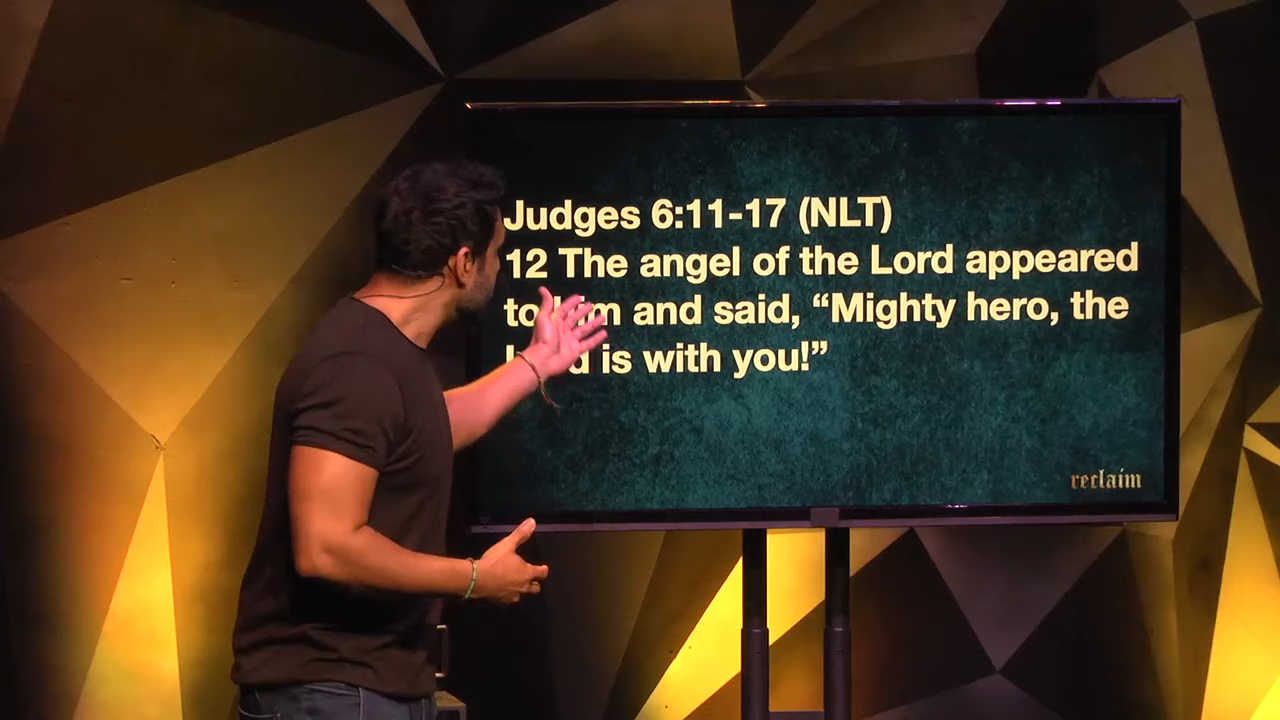 Judges 6:11-17 (NLT)
12 The angel of the Lord appeared
to him and said, “Mighty hero, the
is with you!”
reclaim